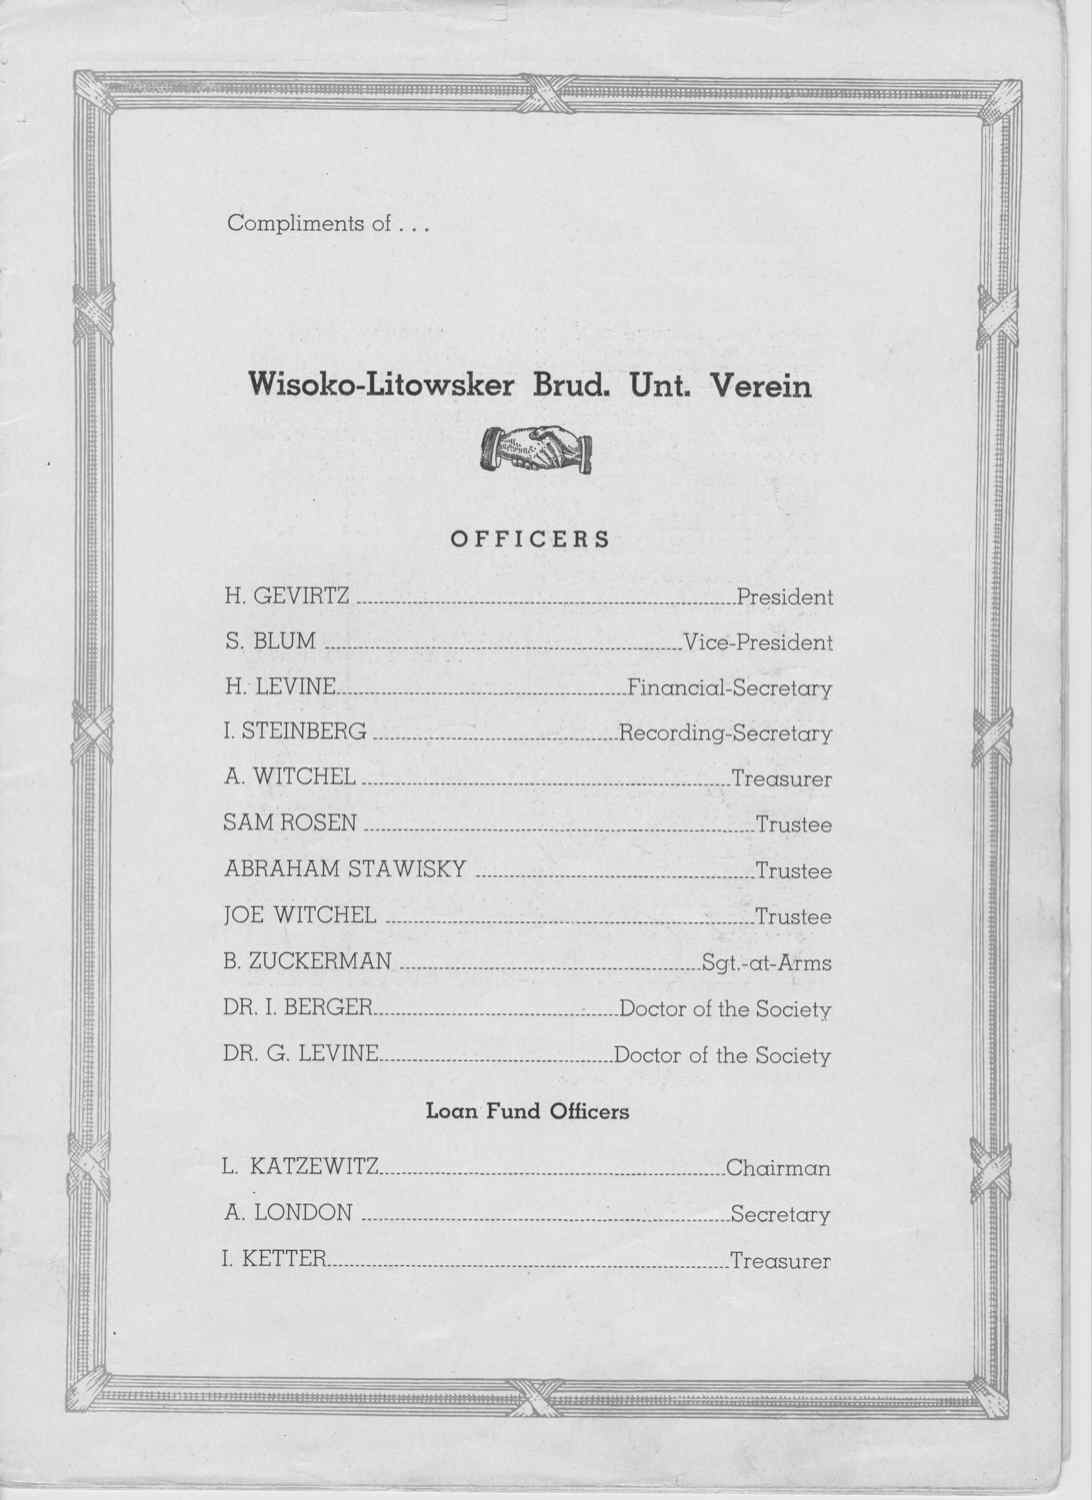 Compliments of . . .
Wisoko-Litowsker Brud. Unt. Verein
OFFICERS
H. GEVIRTZ President
S. BLUM Vice-President
H. LEVINE Financial-Secretary
I. STEINBERG Recording-Secretary
A. WITCHEL Treasurer
SAM ROSEN Trustee
ABRAHAM STAWISKY Trustee
JOE WITCHEL Trustee
B. ZUCKERMAN Sgt.-at-Arms
DR. I. BERGER Doctor of the Society
DR. G. LEVINE Doctor of the Society
Loan Fund Officers
L. KATZEWITZ Chairman
A. LONDON Secretary
I. KETTER Treasurer